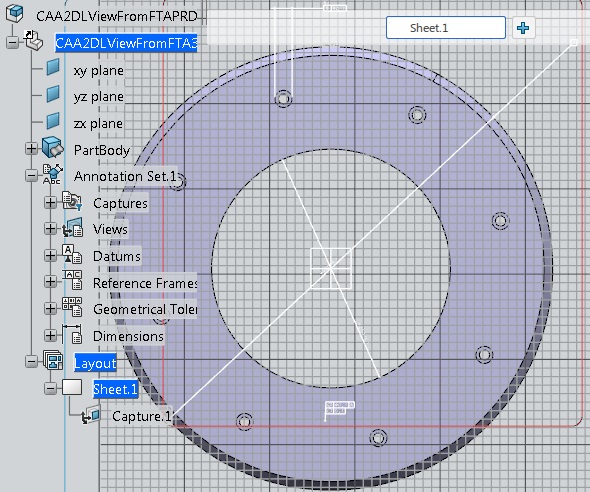 CAA2DLViewFromFTAPRD
Sheet.1
CAA2DLViewFromFTA3
xy plane
yz plane
zx plane
PartBody
Annotation Set.1
Captures
Views
Datums
Reference Frames
Geometrical Toler
Dimensions
Layout
Sheet.1
Capture.1